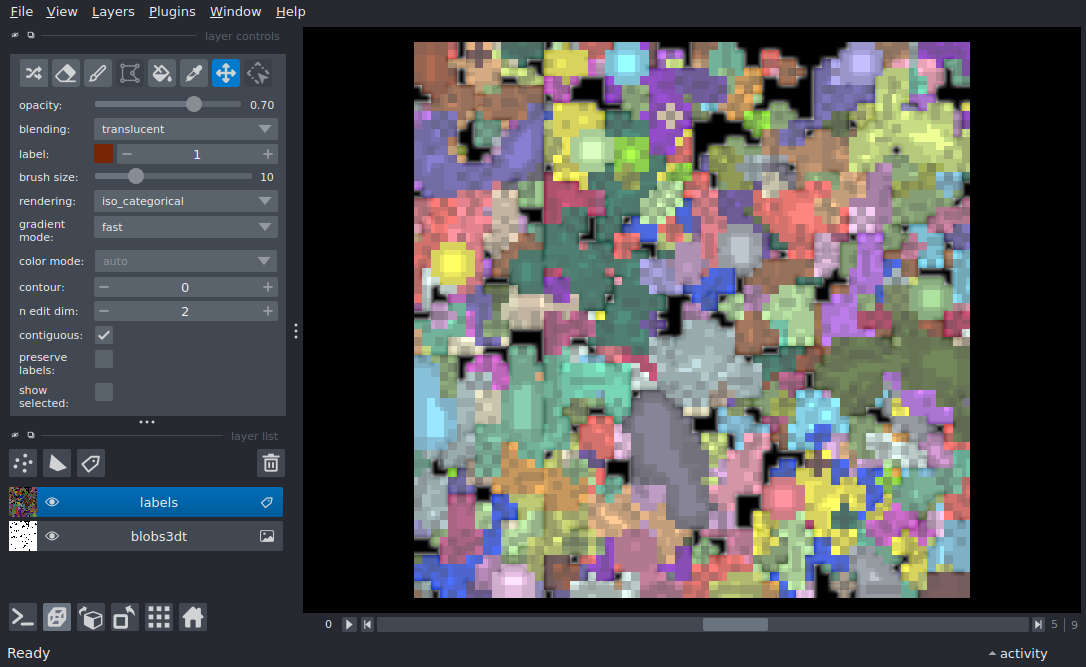 File View Layers Plugins Window Help
layer controls
opacity: 0.70
blending: translucent
label: 1
brush size: 10
rendering: iso_categorical
gradient
mode: fast
color mode: auto
contour: 0
n edit dim: 2
contiguous:
preserve
labels:
show
selected:
layer list
labels
blobs3dt
0 5 | 9
Ready activity